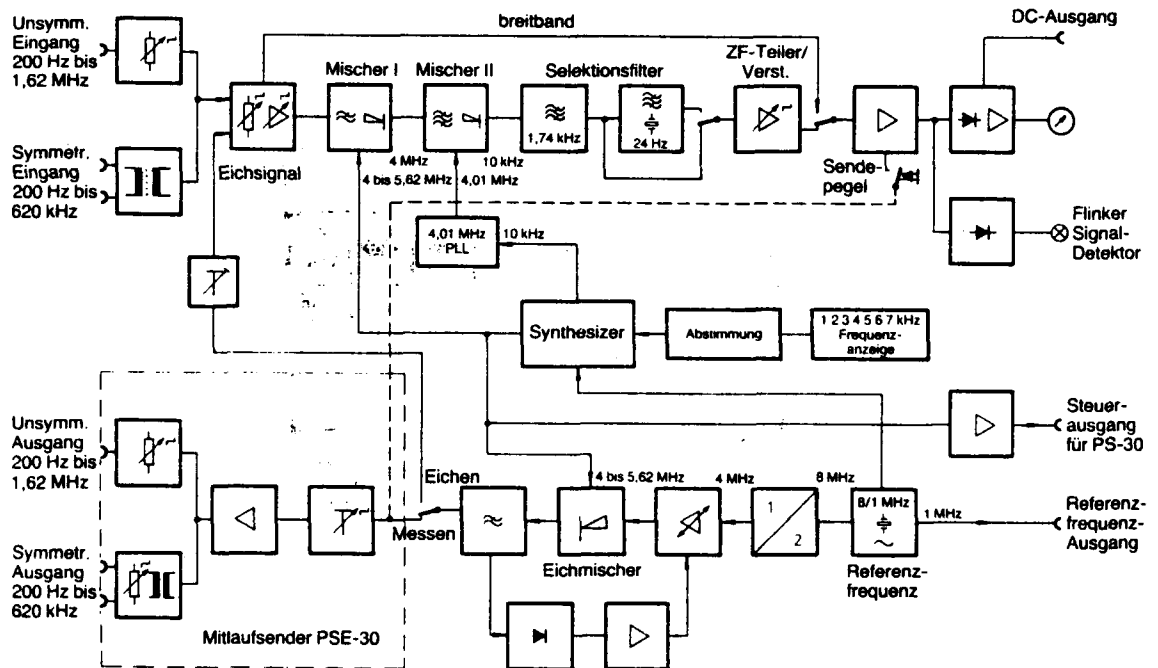 Unsymm.
Eingang
200 Hz bis
1,62 MHz
Symmetr.
Eingang
200 Hz bis
620 kHz
breitband
Eichsignal
Mischer I
Mischer II
Selektionsfilter
1,74 kHz
24 Hz
ZF-Teiler/
Verst.
Sende-
pegel
DC-Ausgang
Flinker
Signal-
Detektor
4 MHz
4 bis 5,62 MHz
10 kHz
4,01 MHz
4,01 MHz
PLL
10 kHz
Synthesizer
Abstimmung
1 2 3 4 5 6 7 kHz
Frequenz-
anzeige
Steuer-
ausgang
für PS-30
Unsymm.
Ausgang
200 Hz bis
1,62 MHz
Symmetr.
Ausgang
200 Hz bis
620 kHz
Mitlaufsender PSE-30
Eichen
Messen
4 bis 5,62 MHz
Eichmischer
4 MHz
1
2
8 MHz
8/1 MHz
Referenz-
frequenz
1 MHz
Referenz-
frequenz-
Ausgang